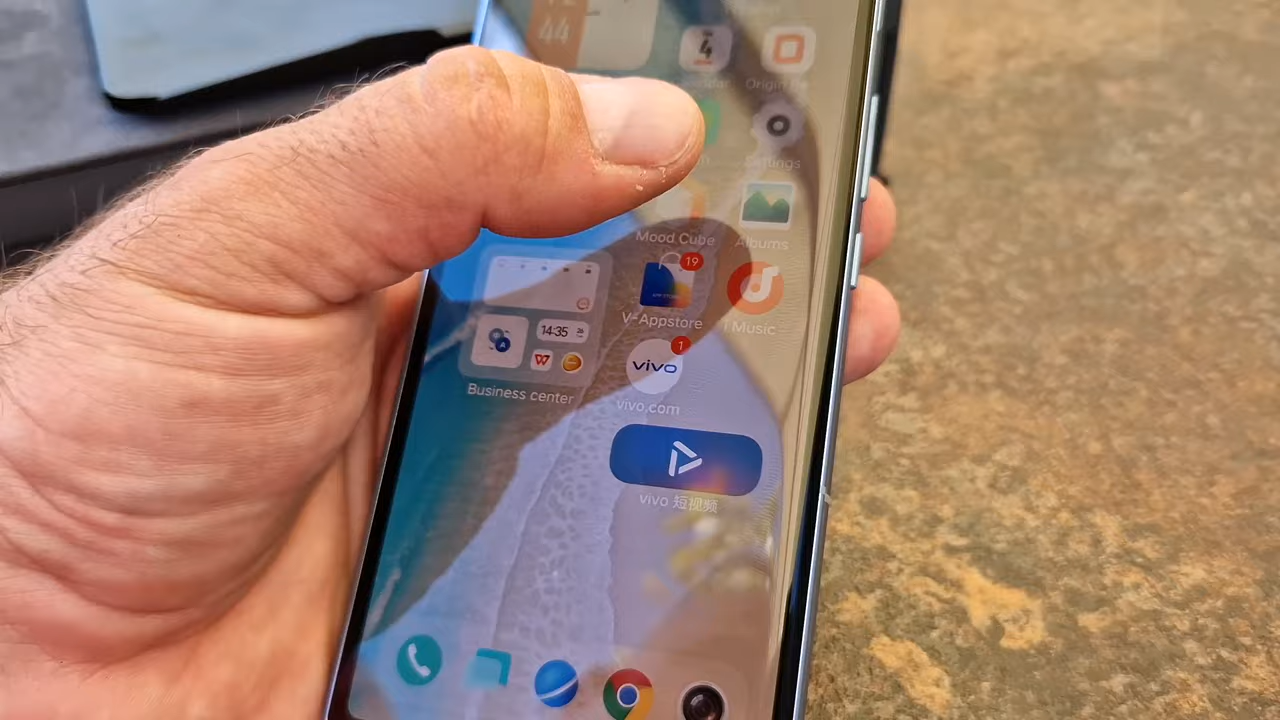 44
4
Settings
Mood Cube
Albums
19
V-Appstore
i Music
14:35
W
A
Business center
1
vivo
vivo.com
vivo 短视频